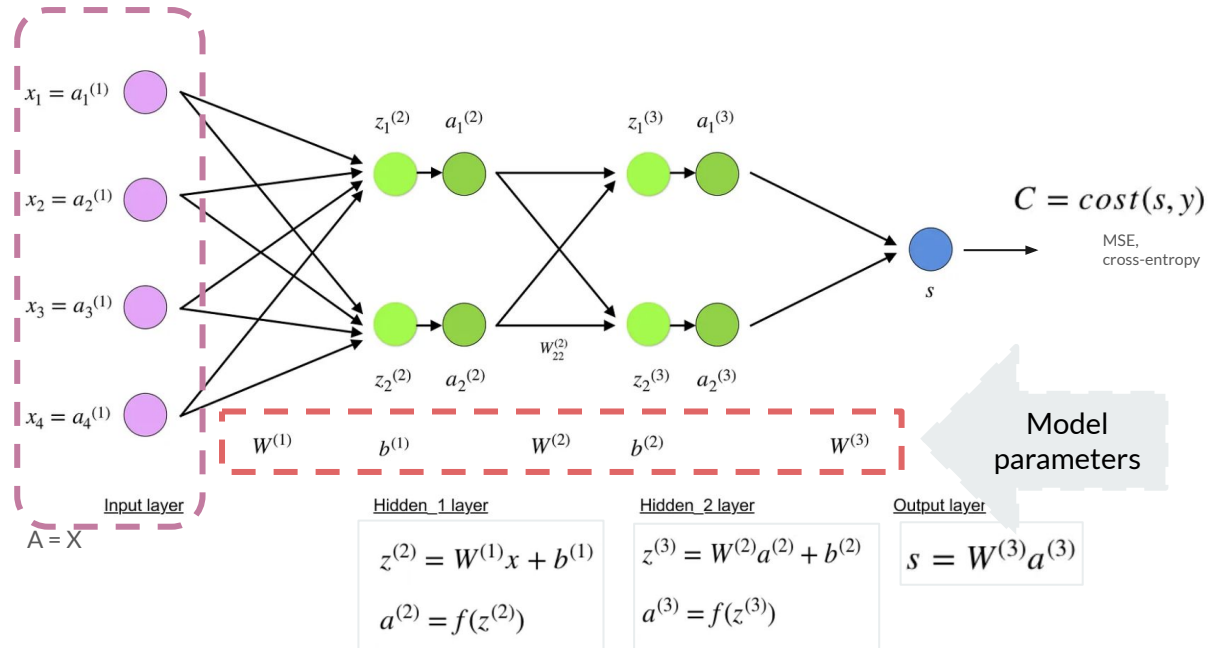 x₁ = a₁⁽¹⁾
x₂ = a₂⁽¹⁾
x₃ = a₃⁽¹⁾
x₄ = a₄⁽¹⁾
Input layer
A = X
z₁⁽²⁾ a₁⁽²⁾
z₂⁽²⁾ a₂⁽²⁾
W₂₂⁽²⁾
z₁⁽³⁾ a₁⁽³⁾
z₂⁽³⁾ a₂⁽³⁾
s
C = cost(s, y)
MSE,
cross-entropy
W⁽¹⁾ b⁽¹⁾ W⁽²⁾ b⁽²⁾ W⁽³⁾
Model
parameters
Hidden_1 layer
z⁽²⁾ = W⁽¹⁾x + b⁽¹⁾
a⁽²⁾ = f(z⁽²⁾)
Hidden_2 layer
z⁽³⁾ = W⁽²⁾a⁽²⁾ + b⁽²⁾
a⁽³⁾ = f(z⁽³⁾)
Output layer
s = W⁽³⁾a⁽³⁾